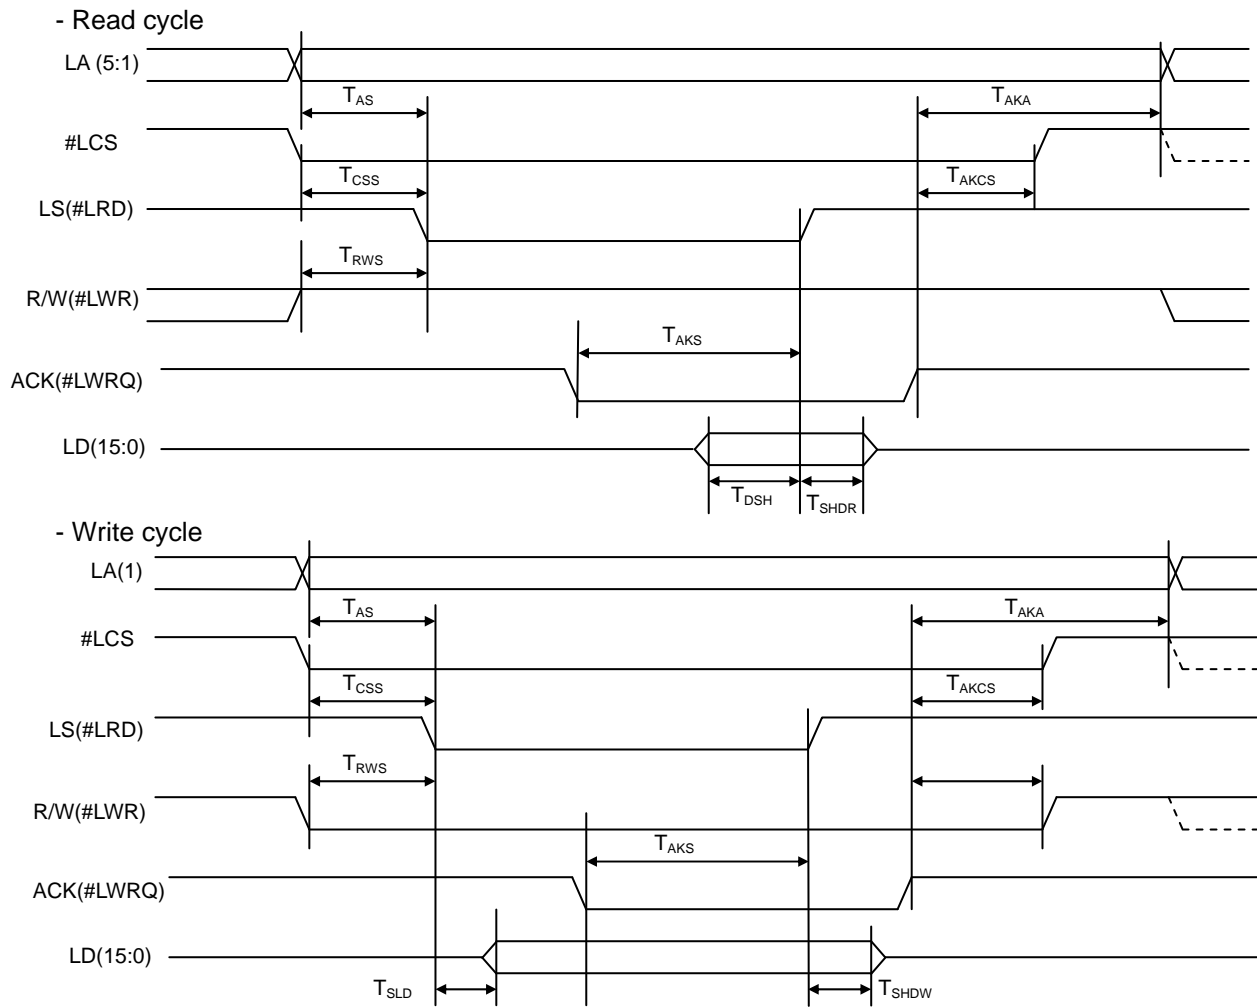 - Read cycle
LA (5:1)
TAS
TAKA
#LCS
TCSS
TAKCS
LS(#LRD)
TRWS
R/W(#LWR)
TAKS
ACK(#LWRQ)
LD(15:0)
TDSH
TSHDR
- Write cycle
LA(1)
TAS
TAKA
#LCS
TCSS
TAKCS
LS(#LRD)
TRWS
R/W(#LWR)
TAKS
ACK(#LWRQ)
LD(15:0)
TSLD
TSHDW